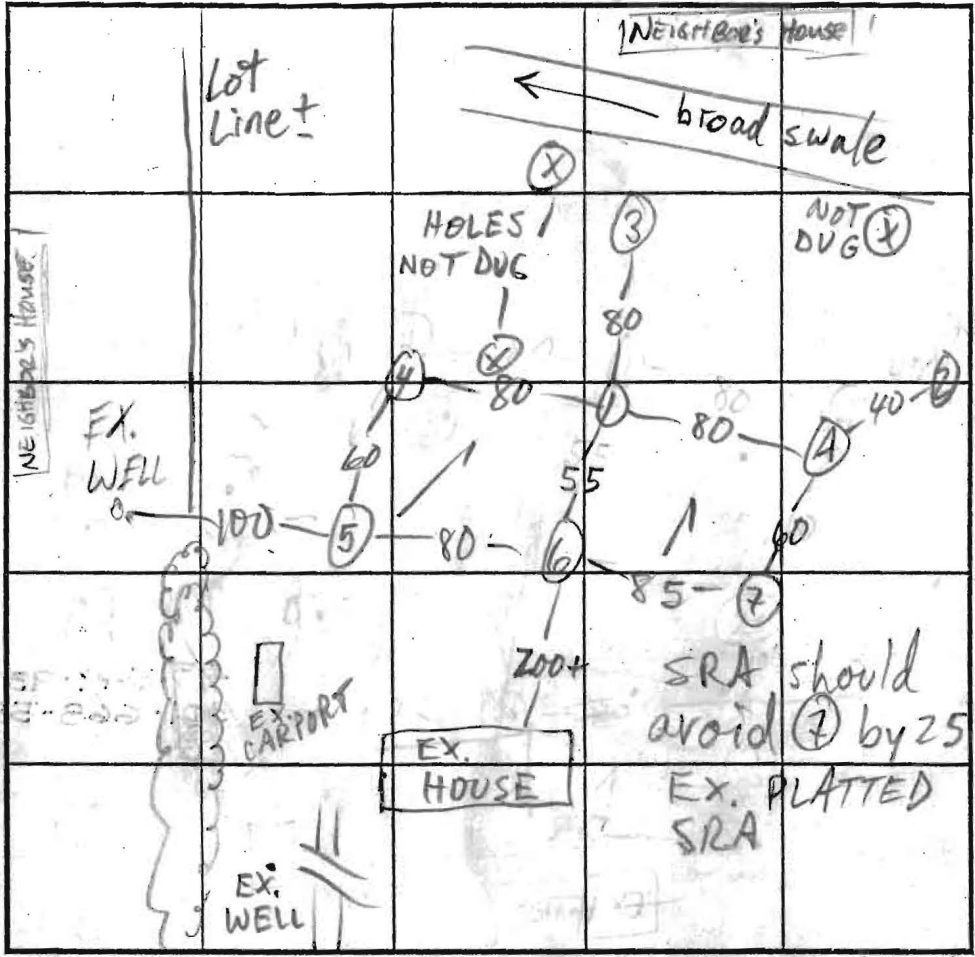 NEIGHBOR'S House
Lot
Line ±
broad swale
X
HOLES
NOT DUG
3
NOT
DUG X
NEIGHBOR'S HOUSE
80
X
4
80
1
80
A
40
2
EX.
WELL
60
55
60
100
5
80
6
85
7
200+
SRA should
avoid 7 by 25
EX.
CARPORT
EX.
HOUSE
EX. PLATTED
SRA
EX.
WELL